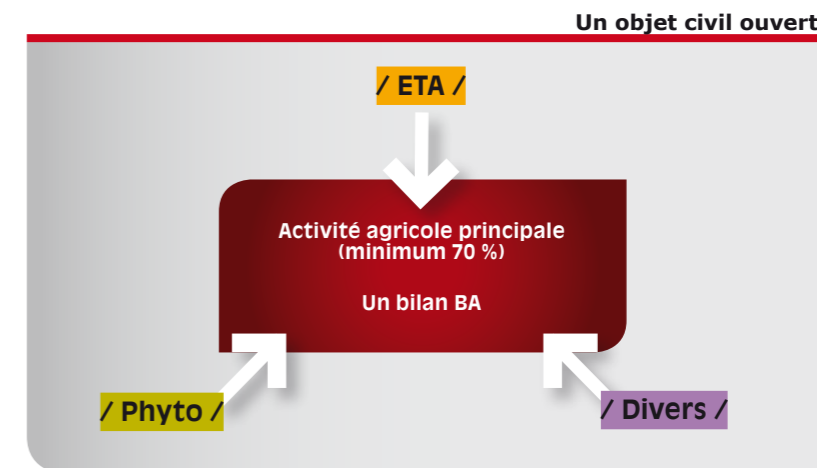 Un objet civil ouvert
/ ETA /
Activité agricole principale
(minimum 70 %)
Un bilan BA
/ Phyto /
/ Divers /